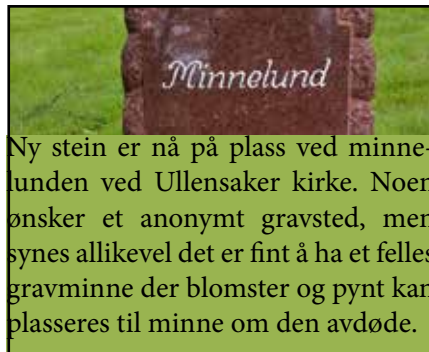 Minnelund
Ny stein er nå på plass ved minne-
lunden ved Ullensaker kirke. Noen
ønsker et anonymt gravsted, men
synes allikevel det er fint å ha et felles
gravminne der blomster og pynt kan
plasseres til minne om den avdøde.